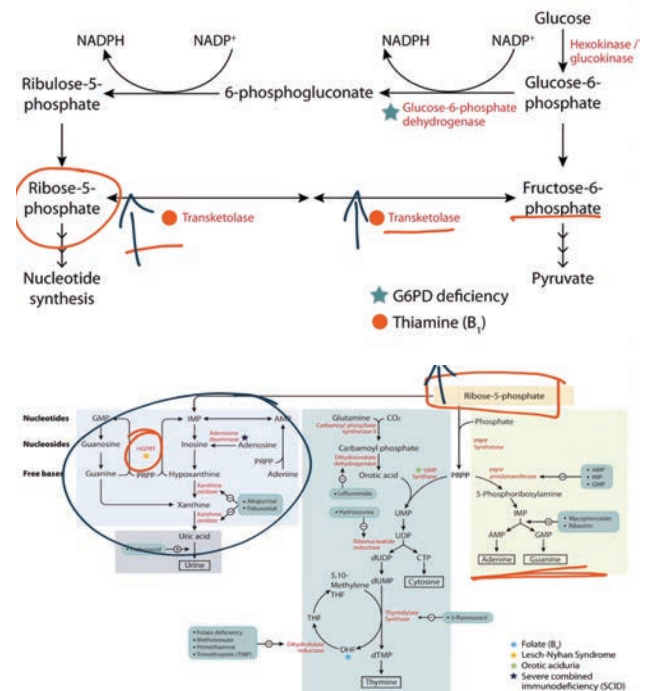 Glucose
NADPH NADP+ NADPH NADP+
Hexokinase /
glucokinase
Ribulose-5-
phosphate
6-phosphogluconate
Glucose-6-
phosphate
Glucose-6-phosphate
dehydrogenase
Ribose-5-
phosphate
Transketolase
Transketolase
Fructose-6-
phosphate
Nucleotide
synthesis
Pyruvate
G6PD deficiency
Thiamine (B1)
Ribose-5-phosphate
Nucleotides
GMP
IMP
AMP
Nucleosides
Guanosine
HGPRT
Inosine
Adenosine
deaminase
Adenosine
PRPP
Free bases
Guanine
PRPP
Hypoxanthine
Adenine
Xanthine
oxidase
• Allopurinol
• Febuxostat
Xanthine
Xanthine
oxidase
Uric acid
Urine
Glutamine
CO2
Carbamoyl phosphate
synthetase II
Carbamoyl phosphate
dehydrogenase
Orotic acid
UMP
Synthase
• Leflunomide
• Hydroxyurea
UMP
UDP
Ribonucleotide
reductase
dUDP
CTP
dUMP
Cytosine
5,10-
Methylene
THF
THF
DHF
Thymidylate
Synthase
• 5-fluorouracil
• Folate deficiency
• Methotrexate
• Trimethoprim (TMP)
Dihydrofolate
reductase
dTMP
Thymine
Phosphate
PRPP
Synthetase
PRPP
PRPP
amidotransferase
• AMP
• IMP
• GMP
5-Phosphoribosylamine
IMP
• Mycophenolate
• Ribavirin
AMP
GMP
Adenine
Guanine
Lesch-Nyhan Syndrome
Orotic aciduria
Severe combined
immunodeficiency (SCID)